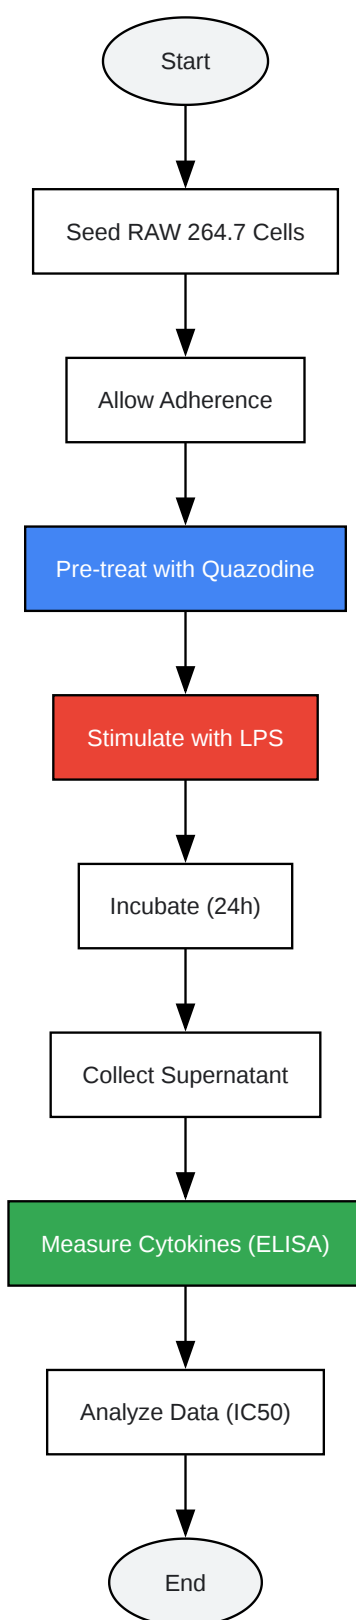 Start
Seed RAW 264.7 Cells
Allow Adherence
Pre-treat with Quazodine
Stimulate with LPS
Incubate (24h)
Collect Supernatant
Measure Cytokines (ELISA)
Analyze Data (IC50)
End